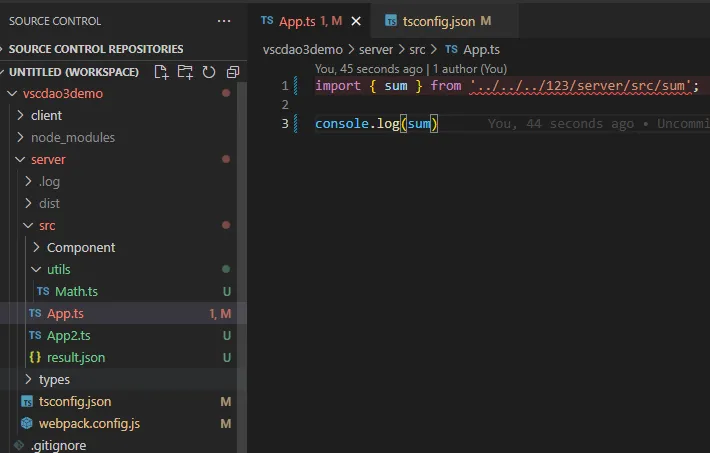 SOURCE CONTROL
SOURCE CONTROL REPOSITORIES
UNTITLED (WORKSPACE)
vscdao3demo
client
node_modules
server
.log
dist
src
Component
utils
TS Math.ts U
TS App.ts 1, M
TS App2.ts U
{} result.json U
types
TS tsconfig.json M
webpack.config.js M
.gitignore
TS App.ts 1, M
TS tsconfig.json M
vscdao3demo > server > src > TS App.ts
You, 45 seconds ago | 1 author (You)
1 import { sum } from '../../../123/server/src/sum';
2
3 console.log(sum) You, 44 seconds ago • Uncommi